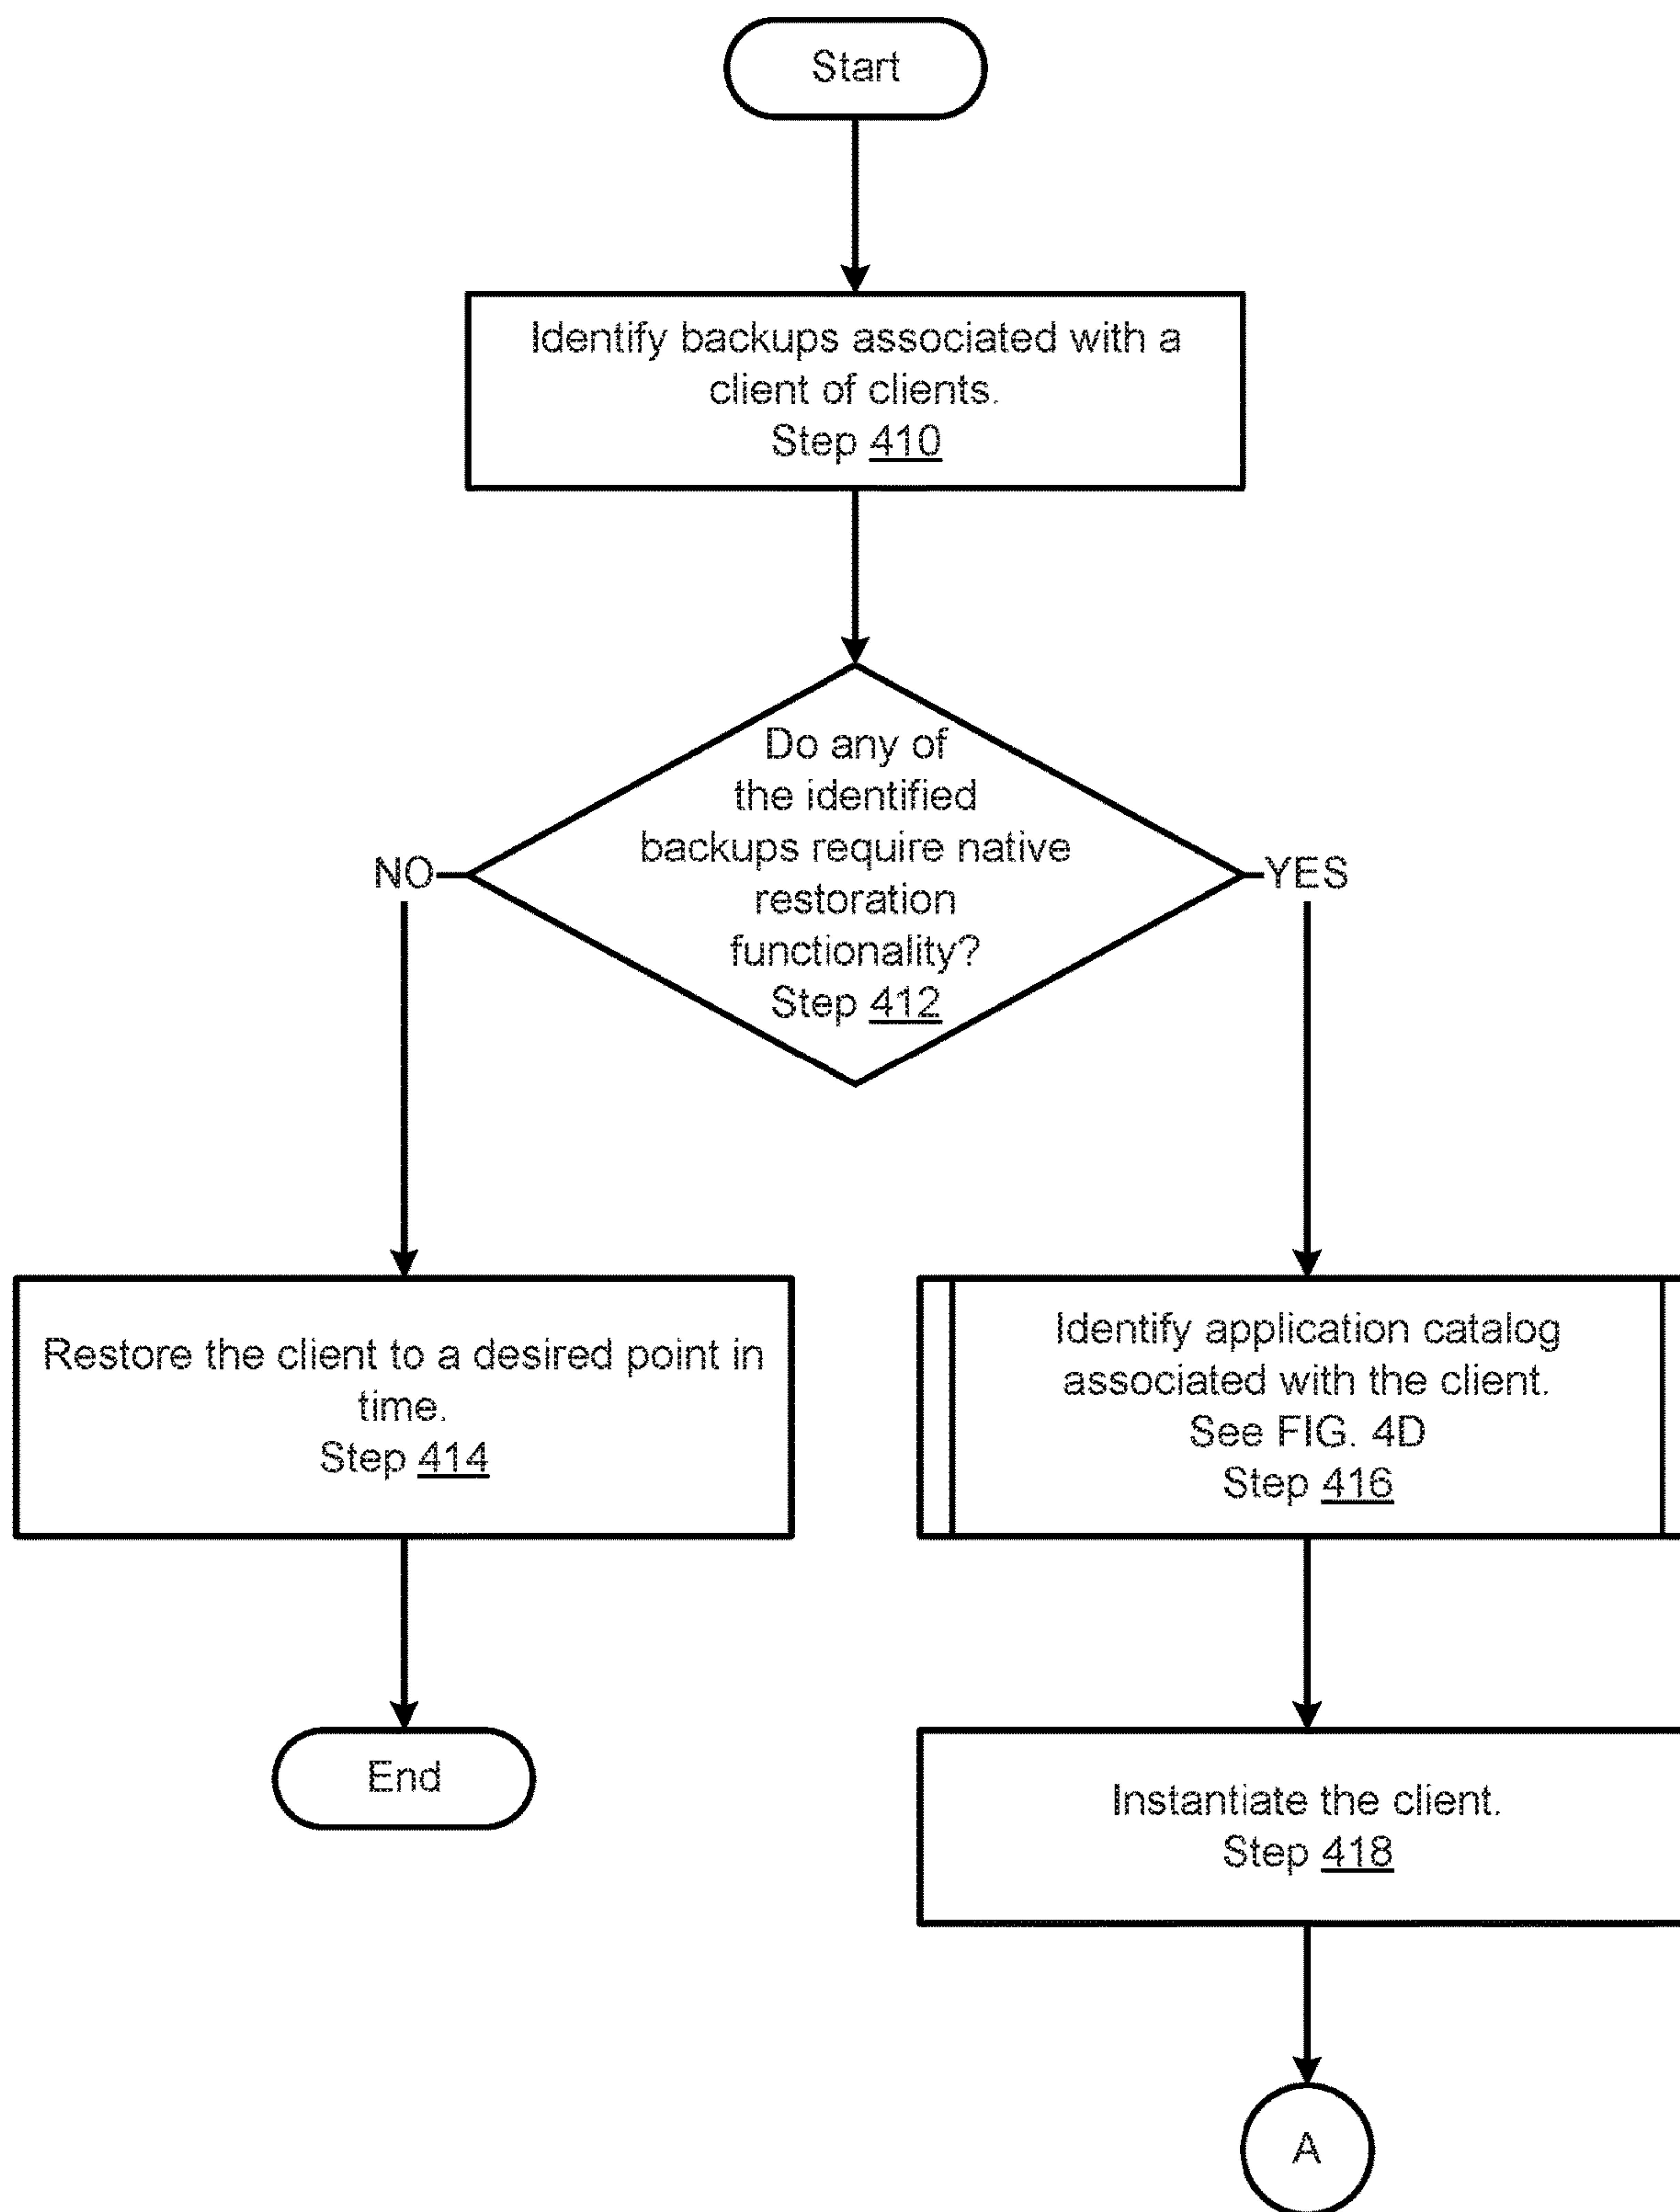 Start
Identify backups associated with a
client of clients.
Step 410
Do any of
the identified
backups require native
restoration
functionality?
Step 412
NO
YES
Restore the client to a desired point in
time.
Step 414
Identify application catalog
associated with the client.
See FIG. 4D
Step 416
End
Instantiate the client.
Step 418
A